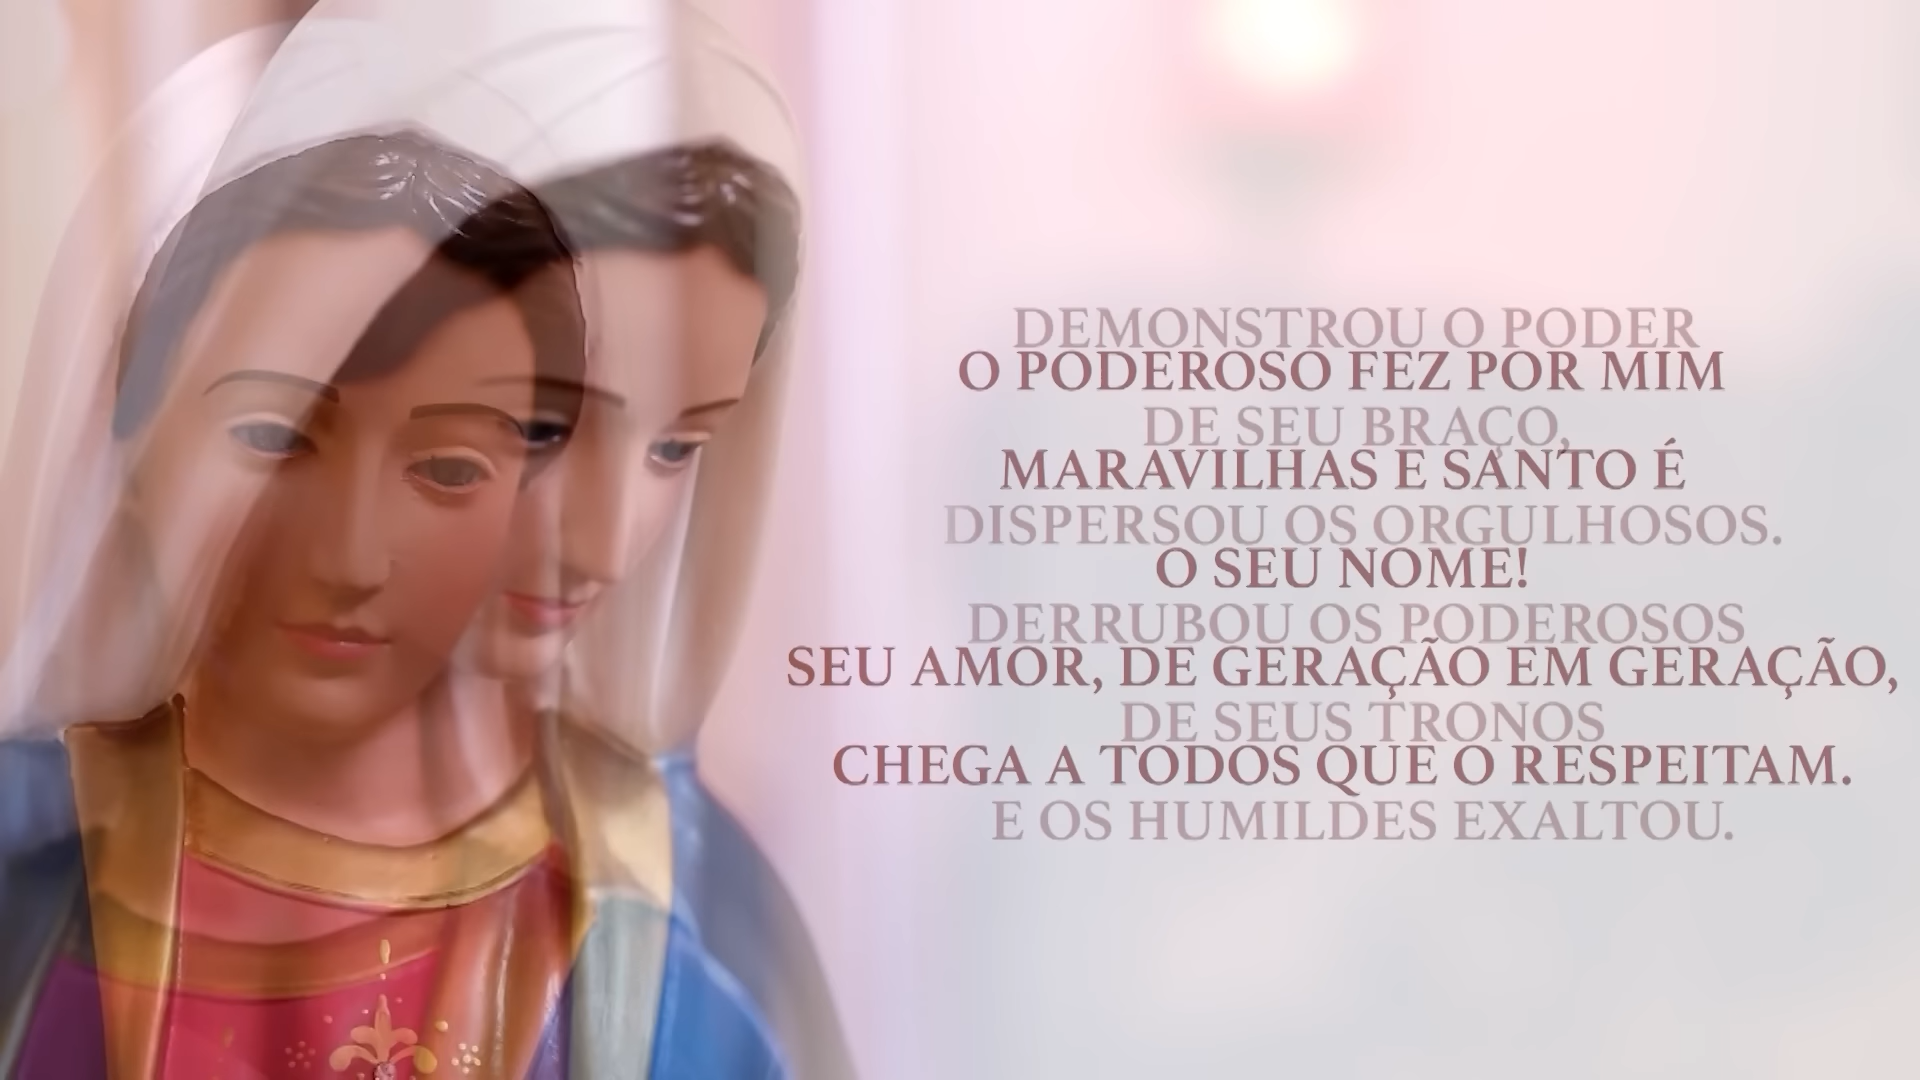 DEMONSTROU O PODER
O PODEROSO FEZ POR MIM
DE SEU BRAÇO,
MARAVILHAS E SANTO É
DISPERSOU OS ORGULHOSOS.
O SEU NOME!
DERRUBOU OS PODEROSOS
SEU AMOR, DE GERAÇÃO EM GERAÇÃO,
DE SEUS TRONOS
CHEGA A TODOS QUE O RESPEITAM.
E OS HUMILDES EXALTOU.